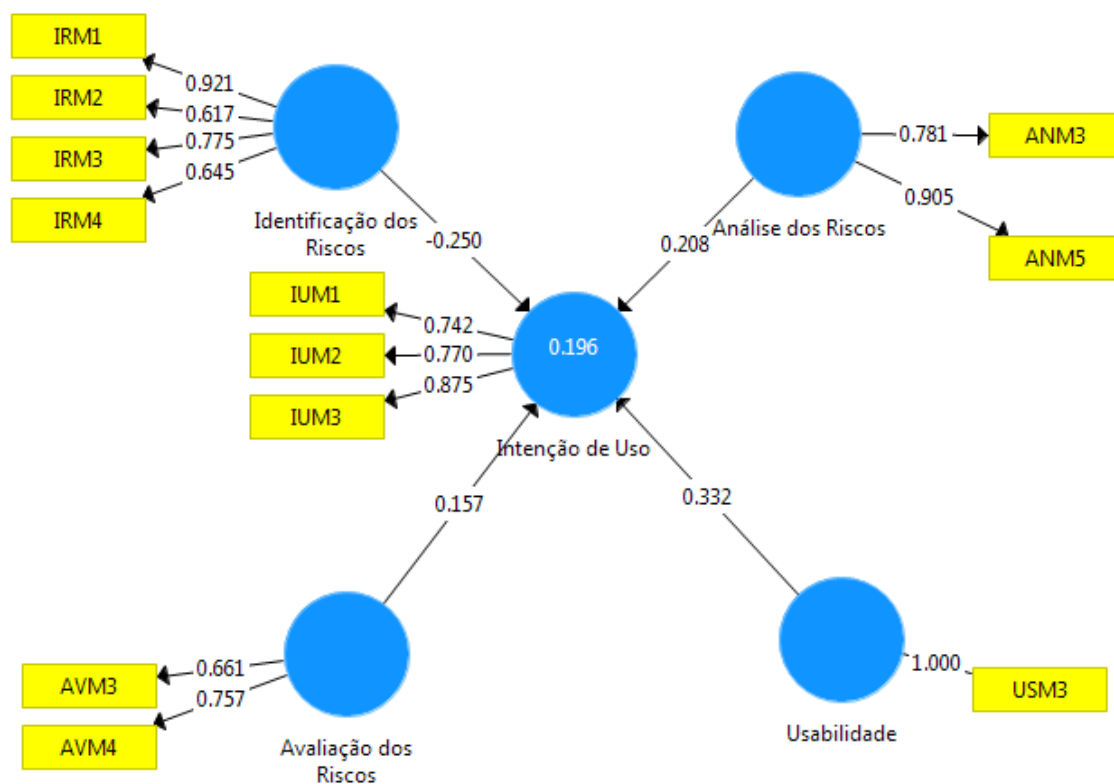 IRM1
0.921
IRM2
0.617
IRM3
0.775
IRM4
0.645
Identificação dos
Riscos
-0.250
ANM3
0.781
ANM5
0.905
Análise dos Riscos
0.208
IUM1
0.742
IUM2
0.770
IUM3
0.875
0.196
Intenção de Uso
0.157
0.332
AVM3
0.661
AVM4
0.757
Avaliação dos
Riscos
1.000
USM3
Usabilidade